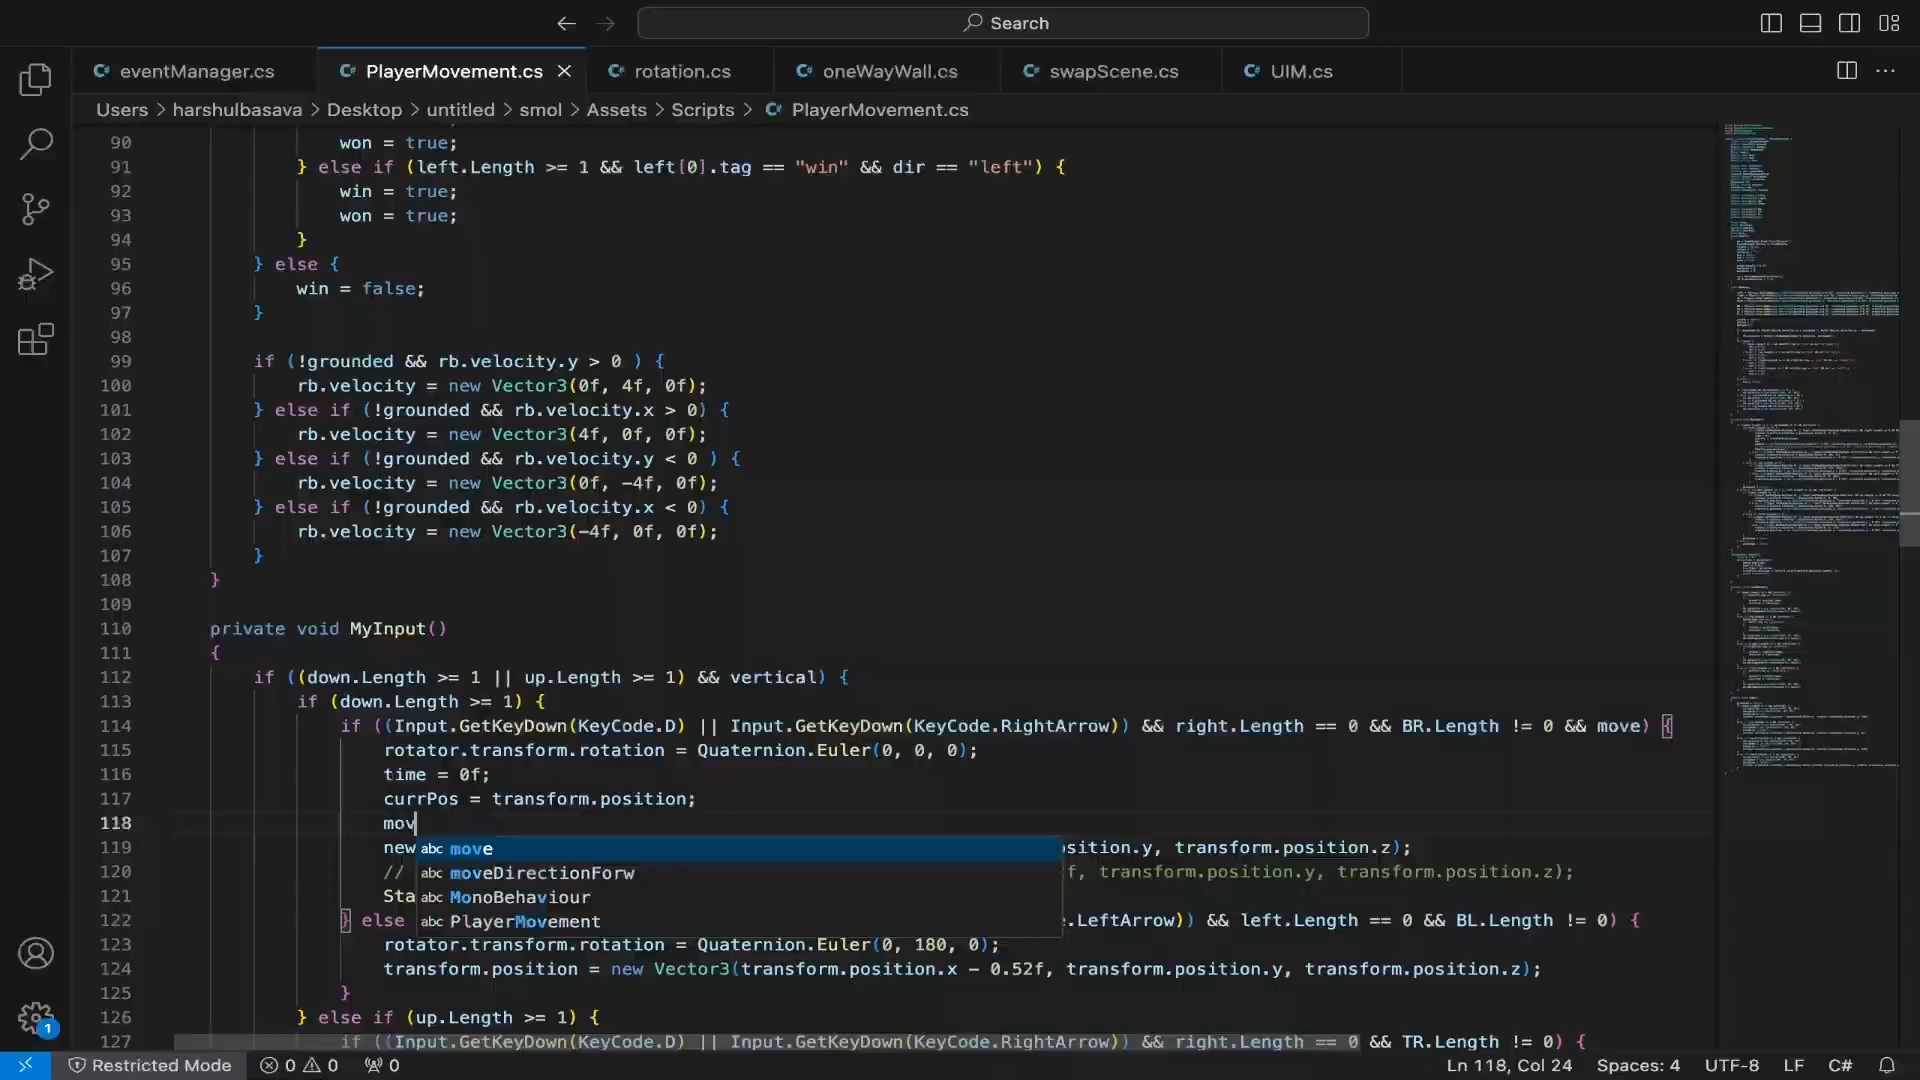 Search
eventManager.cs PlayerMovement.cs rotation.cs oneWayWall.cs swapScene.cs UIM.cs
Users > harshulbasava > Desktop > untitled > smol > Assets > Scripts > PlayerMovement.cs
90 won = true;
91 } else if (left.Length >= 1 && left[0].tag == "win" && dir == "left") {
92 win = true;
93 won = true;
94 }
95 } else {
96 win = false;
97 }
98
99 if (!grounded && rb.velocity.y > 0 ) {
100 rb.velocity = new Vector3(0f, 4f, 0f);
101 } else if (!grounded && rb.velocity.x > 0) {
102 rb.velocity = new Vector3(4f, 0f, 0f);
103 } else if (!grounded && rb.velocity.y < 0 ) {
104 rb.velocity = new Vector3(0f, -4f, 0f);
105 } else if (!grounded && rb.velocity.x < 0) {
106 rb.velocity = new Vector3(-4f, 0f, 0f);
107 }
108 }
109
110 private void MyInput()
111 {
112 if ((down.Length >= 1 || up.Length >= 1) && vertical) {
113 if (down.Length >= 1) {
114 if ((Input.GetKeyDown(KeyCode.D) || Input.GetKeyDown(KeyCode.RightArrow)) && right.Length == 0 && BR.Length != 0 && move) {
115 rotator.transform.rotation = Quaternion.Euler(0, 0, 0);
116 time = 0f;
117 currPos = transform.position;
118 mov
119 new abc move osition.y, transform.position.z);
120 // abc moveDirectionForw f, transform.position.y, transform.position.z);
121 Sta abc MonoBehaviour
122 } else abc PlayerMovement .LeftArrow)) && left.Length == 0 && BL.Length != 0) {
123 rotator.transform.rotation = Quaternion.Euler(0, 180, 0);
124 transform.position = new Vector3(transform.position.x - 0.52f, transform.position.y, transform.position.z);
125 }
126 } else if (up.Length >= 1) {
127 if ((Input.GetKeyDown(KeyCode.D) || Input.GetKeyDown(KeyCode.RightArrow)) && right.Length == 0 && TR.Length != 0) {
1 Restricted Mode 0 0 0 Ln 118, Col 24 Spaces: 4 UTF-8 LF C#